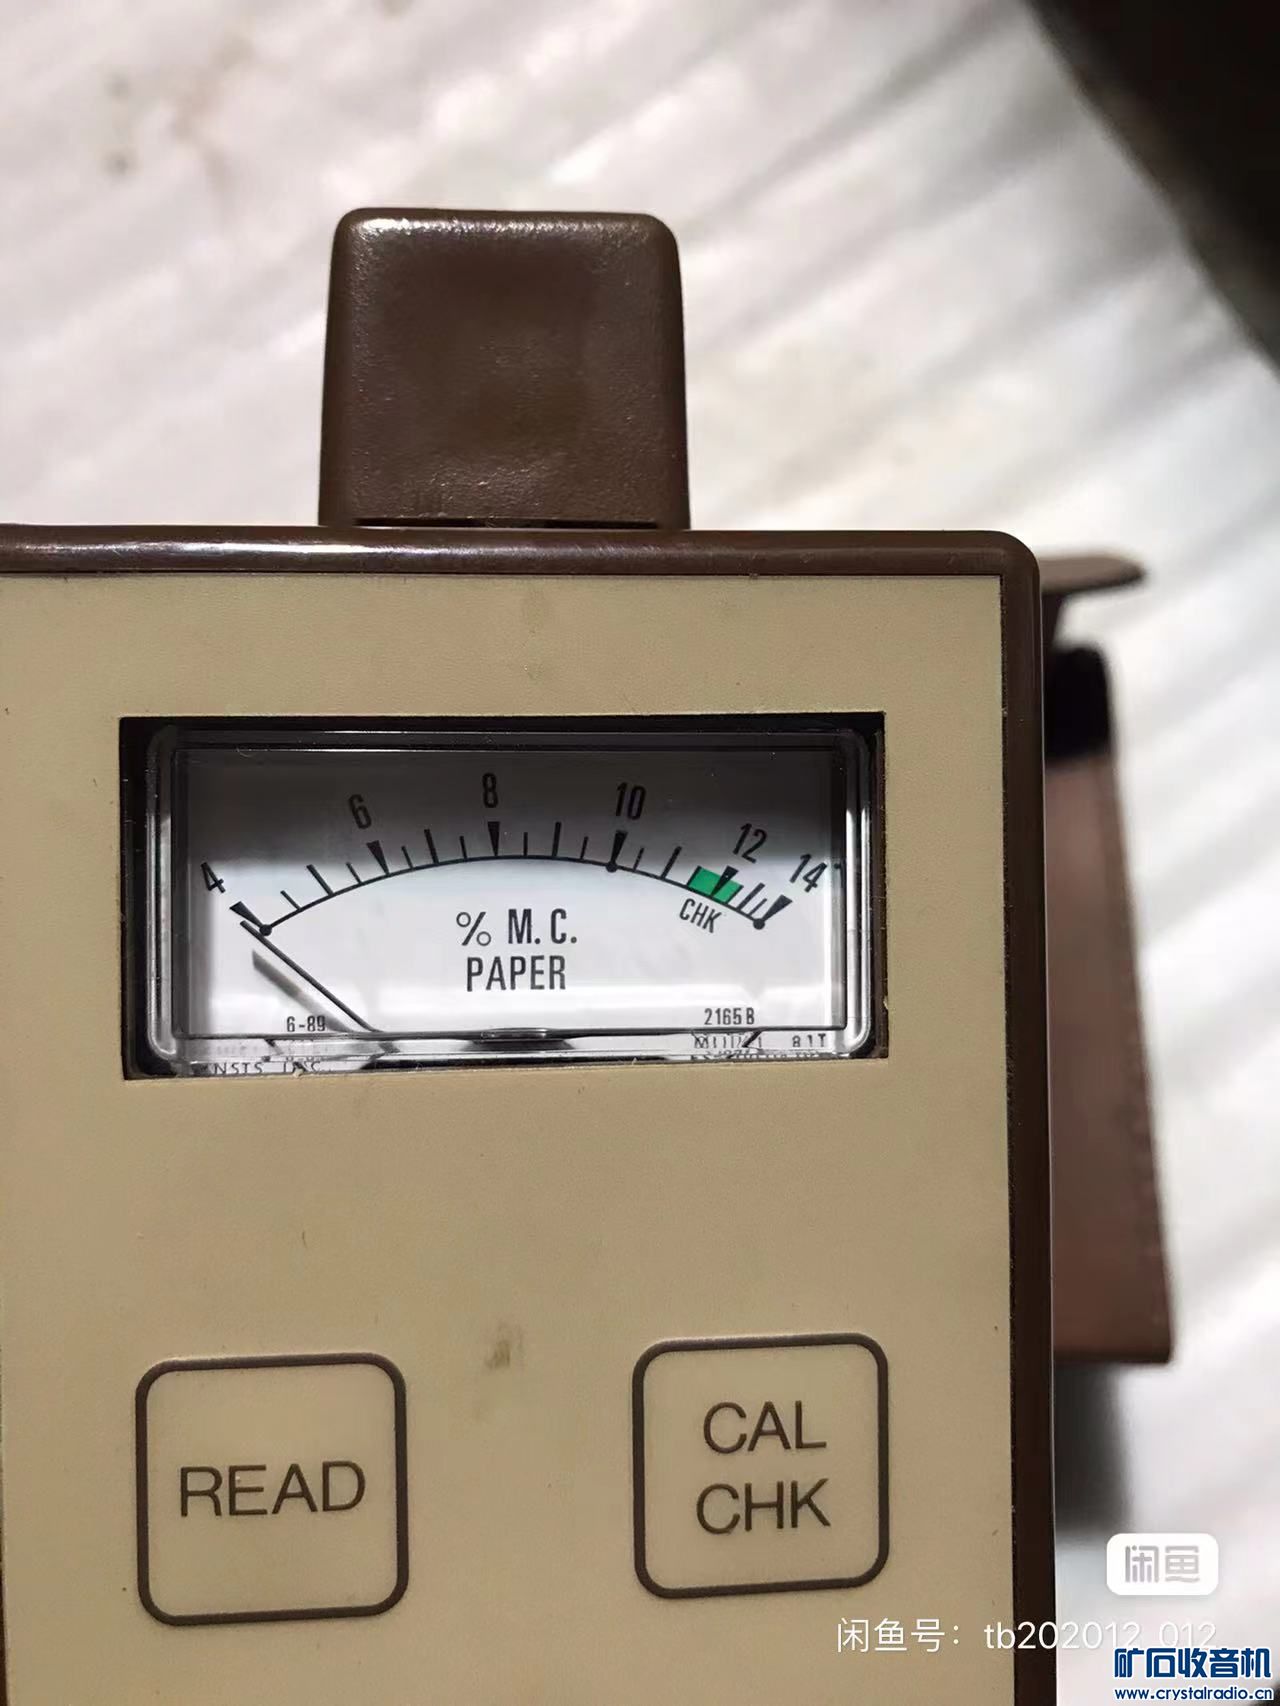 4 6 8 10 12 14
CHK
% M.C.
PAPER
6-89 2165B
READ
CAL
CHK
闲鱼
闲鱼号：tb202012_012
矿石收音机
www.crystalradio.cn